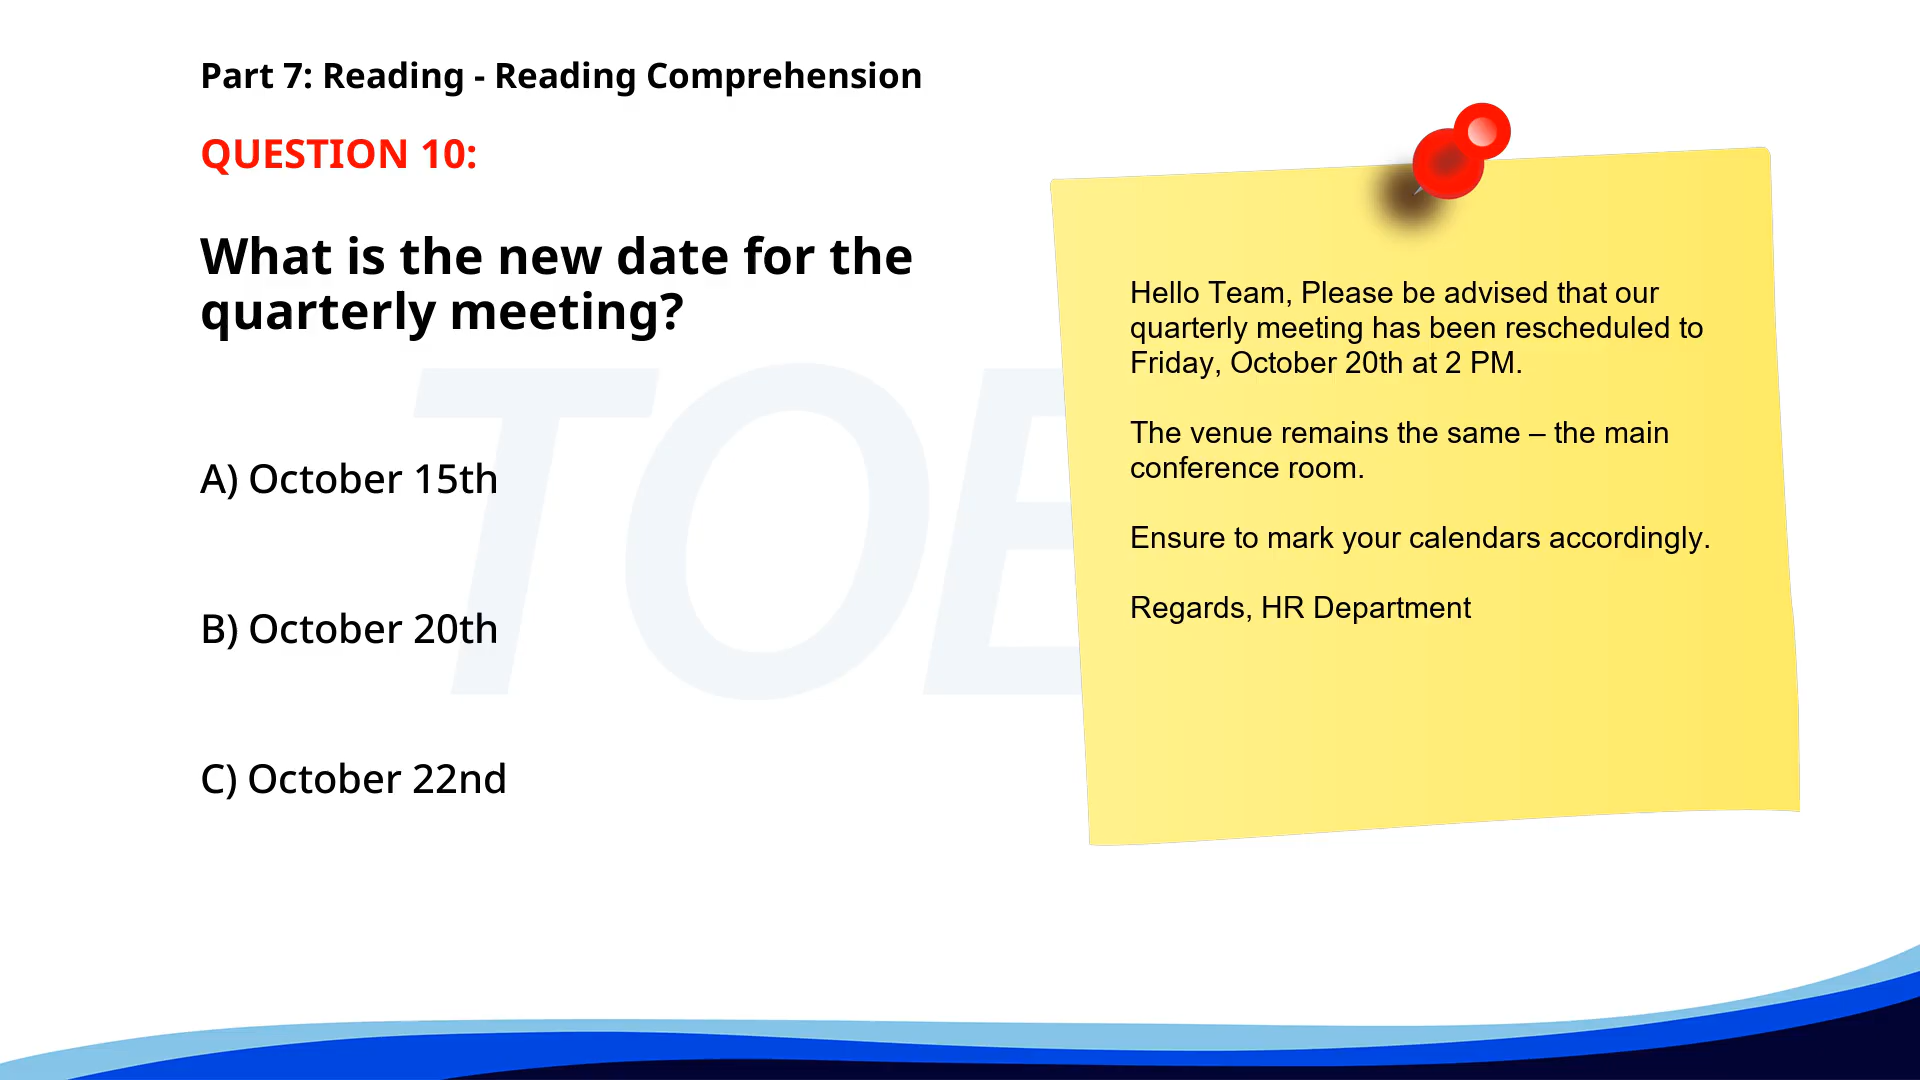 Part 7: Reading - Reading Comprehension
QUESTION 10:
What is the new date for the
quarterly meeting?
A) October 15th
B) October 20th
C) October 22nd
Hello Team, Please be advised that our
quarterly meeting has been rescheduled to
Friday, October 20th at 2 PM.
The venue remains the same – the main
conference room.
Ensure to mark your calendars accordingly.
Regards, HR Department